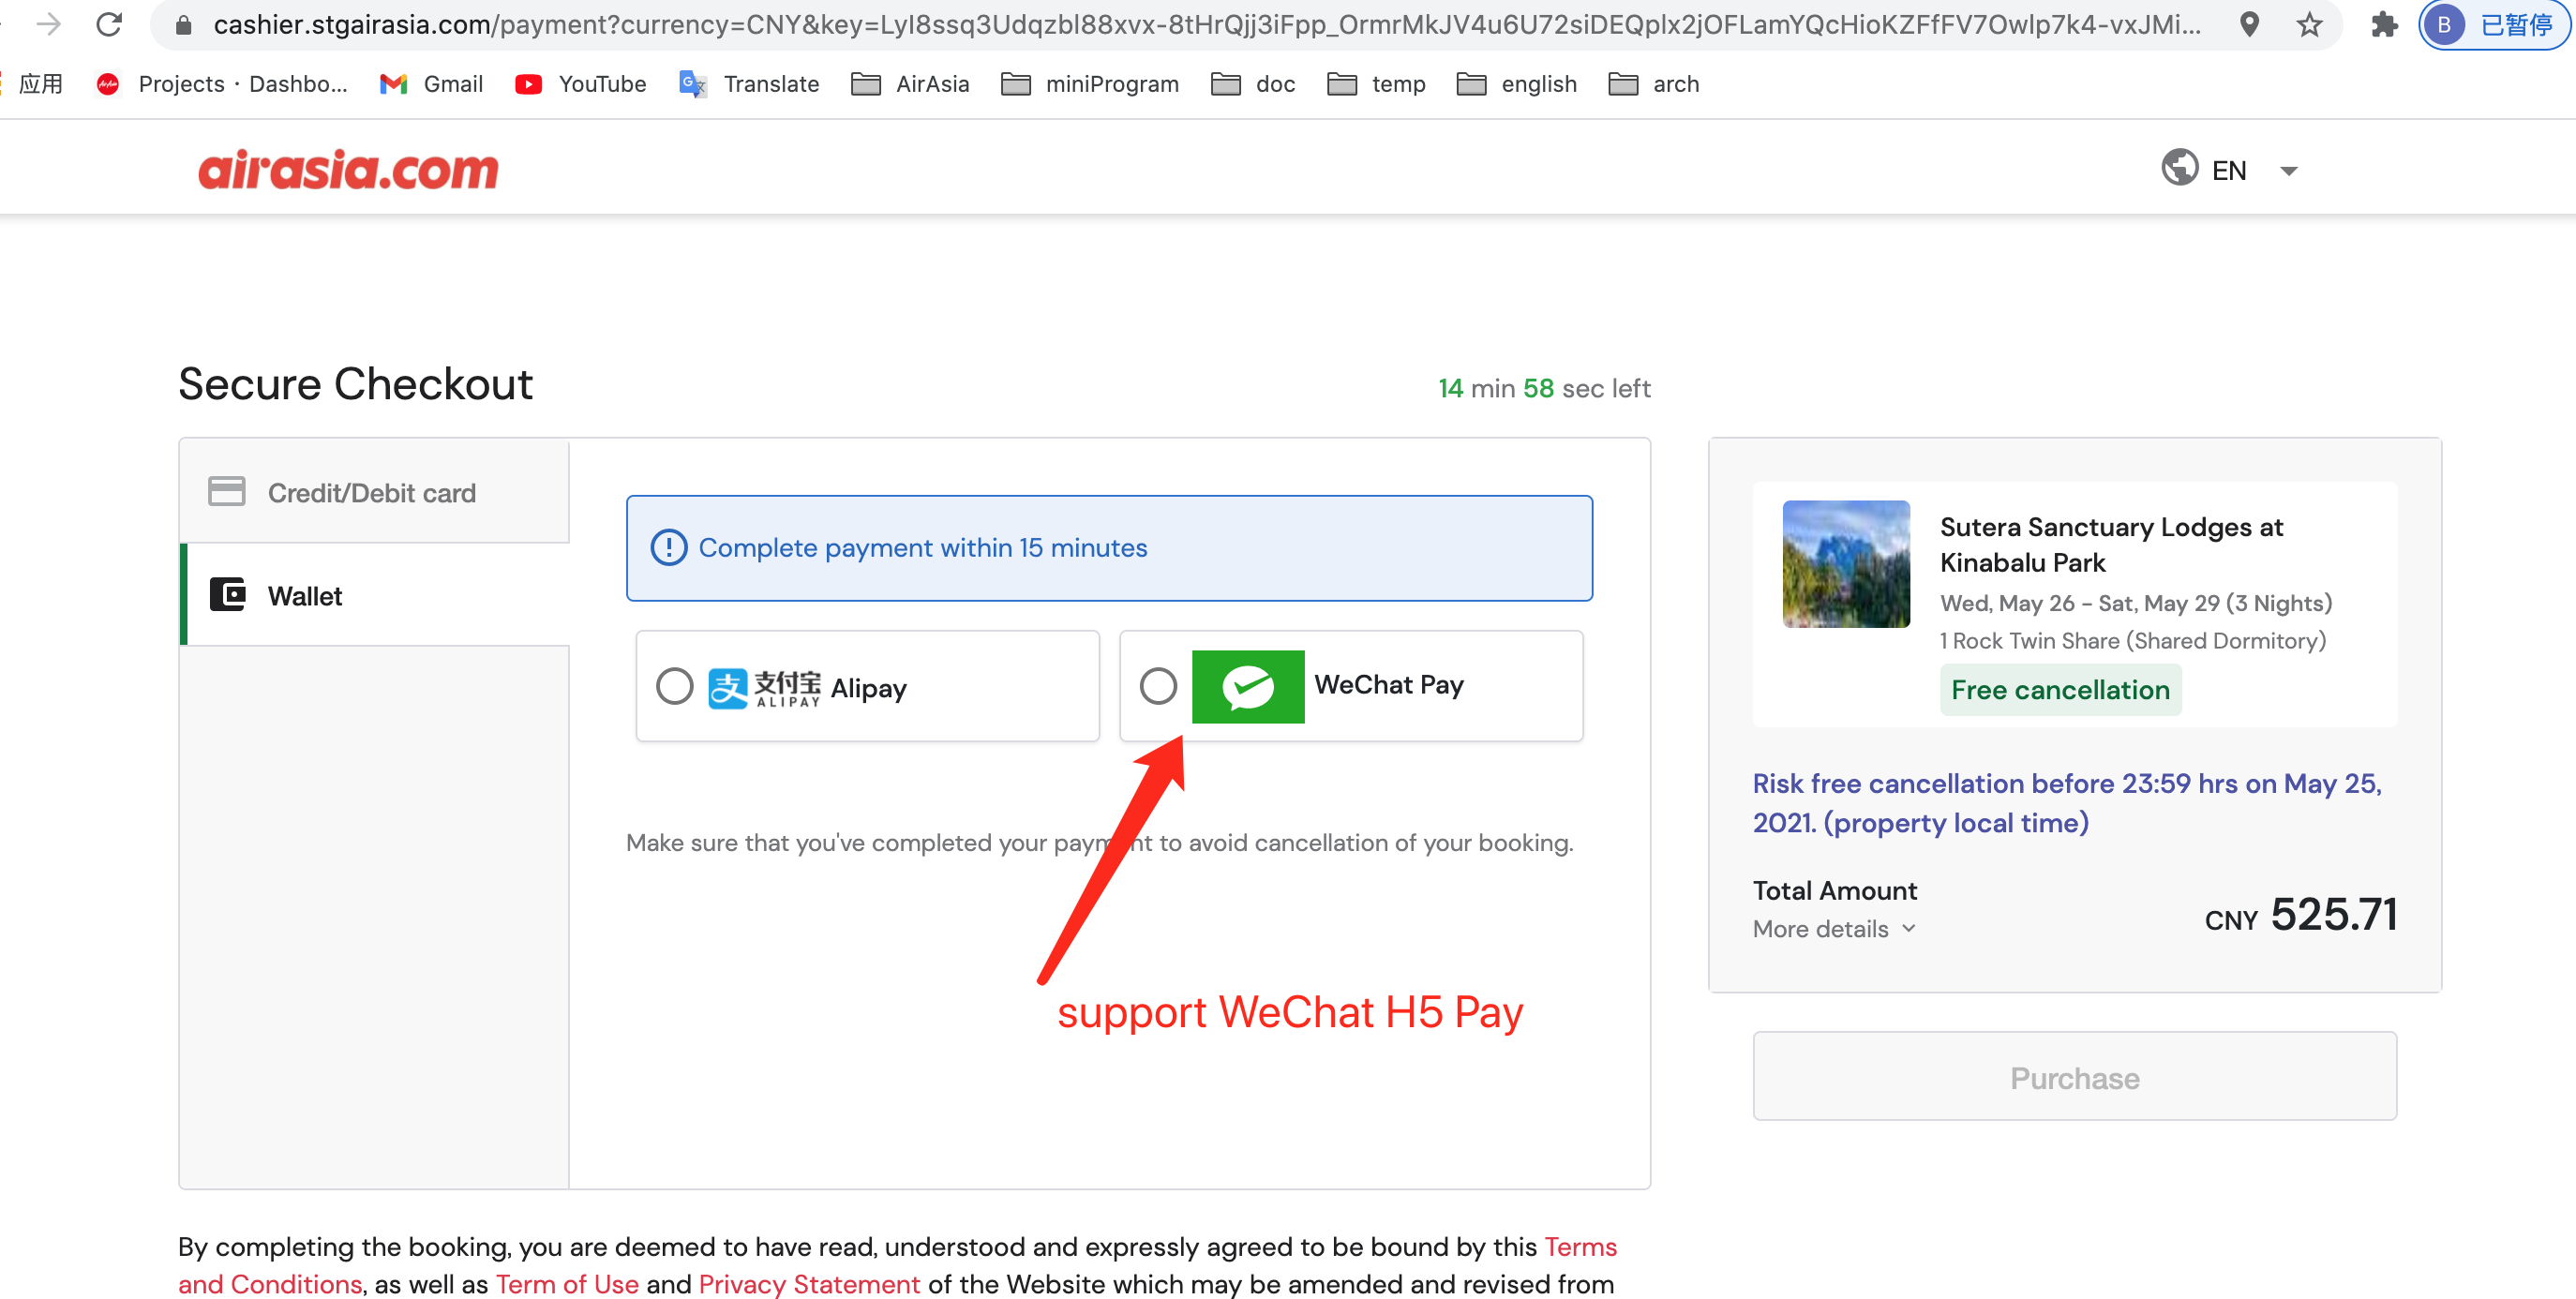 cashier.stgairasia.com/payment?currency=CNY&key=LyI8ssq3Udqzbl88xvx-8tHrQjj3iFpp_OrmrMkJV4u6U72siDEQplx2jOFLamYQcHioKZFfFV7Owlp7k4-vxJMi...
B 已暂停
应用 Projects · Dashbo... Gmail YouTube Translate AirAsia miniProgram doc temp english arch
airasia.com
EN
Secure Checkout
14 min 58 sec left
Credit/Debit card
Wallet
Complete payment within 15 minutes
支付宝
ALIPAY
Alipay
WeChat Pay
Make sure that you've completed your payment to avoid cancellation of your booking.
support WeChat H5 Pay
Sutera Sanctuary Lodges at
Kinabalu Park
Wed, May 26 - Sat, May 29 (3 Nights)
1 Rock Twin Share (Shared Dormitory)
Free cancellation
Risk free cancellation before 23:59 hrs on May 25,
2021. (property local time)
Total Amount
More details
CNY 525.71
Purchase
By completing the booking, you are deemed to have read, understood and expressly agreed to be bound by this Terms
and Conditions, as well as Term of Use and Privacy Statement of the Website which may be amended and revised from